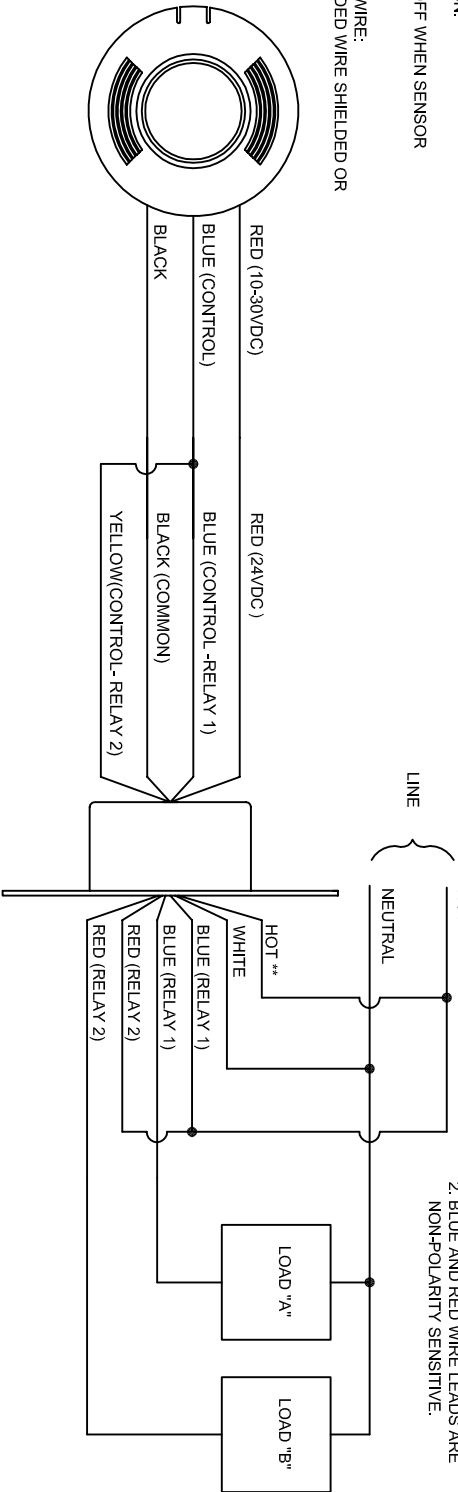 N:
OFF WHEN SENSOR
WIRE:
DED WIRE SHIELDED OR
RED (10-30VDC)
BLUE (CONTROL)
BLACK
RED (24VDC )
BLUE (CONTROL -RELAY 1)
BLACK (COMMON)
YELLOW(CONTROL- RELAY 2)
LINE
NEUTRAL
HOT **
WHITE
BLUE (RELAY 1)
BLUE (RELAY 1)
RED (RELAY 2)
RED (RELAY 2)
2. BLUE AND RED WIRE LEADS ARE
NON-POLARITY SENSITIVE.
LOAD "A"
LOAD "B"